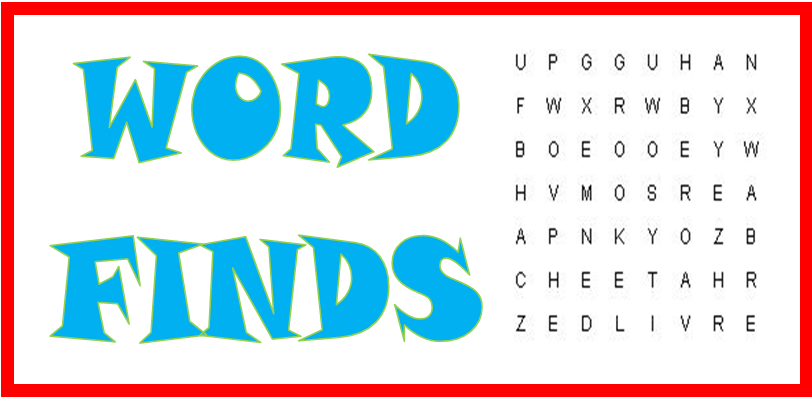 WORD
FINDS
U P G G U H A N
F W X R W B Y X
B O E O O E Y W
H V M O S R E A
A P N K Y O Z B
C H E E T A H R
Z E D L I V R E